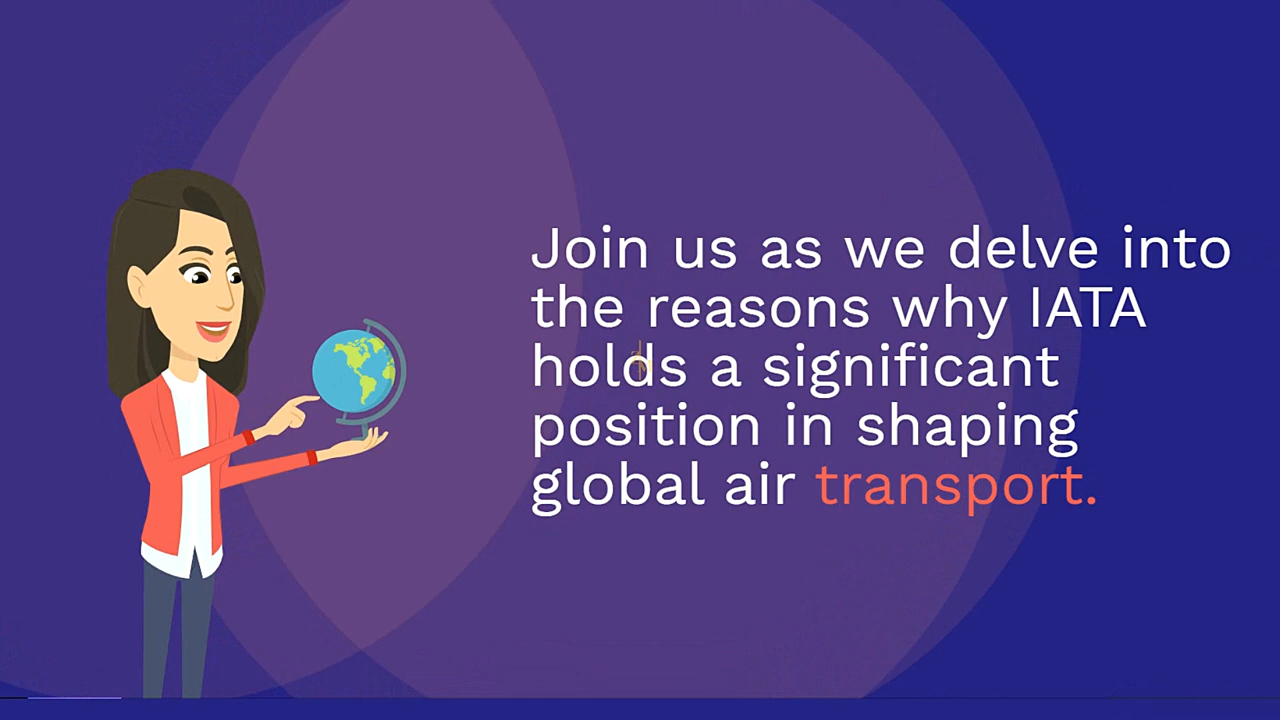 Join us as we delve into
the reasons why IATA
holds a significant
position in shaping
global air transport.